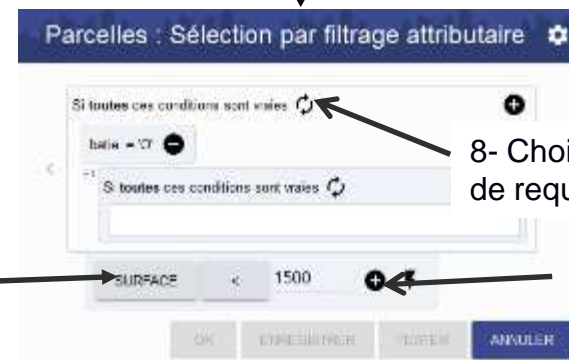 Parcelles : Sélection par filtrage attributaire
Si toutes ces conditions sont vraies
batie =
8- Choi
de requ
Si toutes ces conditions sont vraies
SURFACE < 1500
OK ENREGISTRER TESTER ANNULER